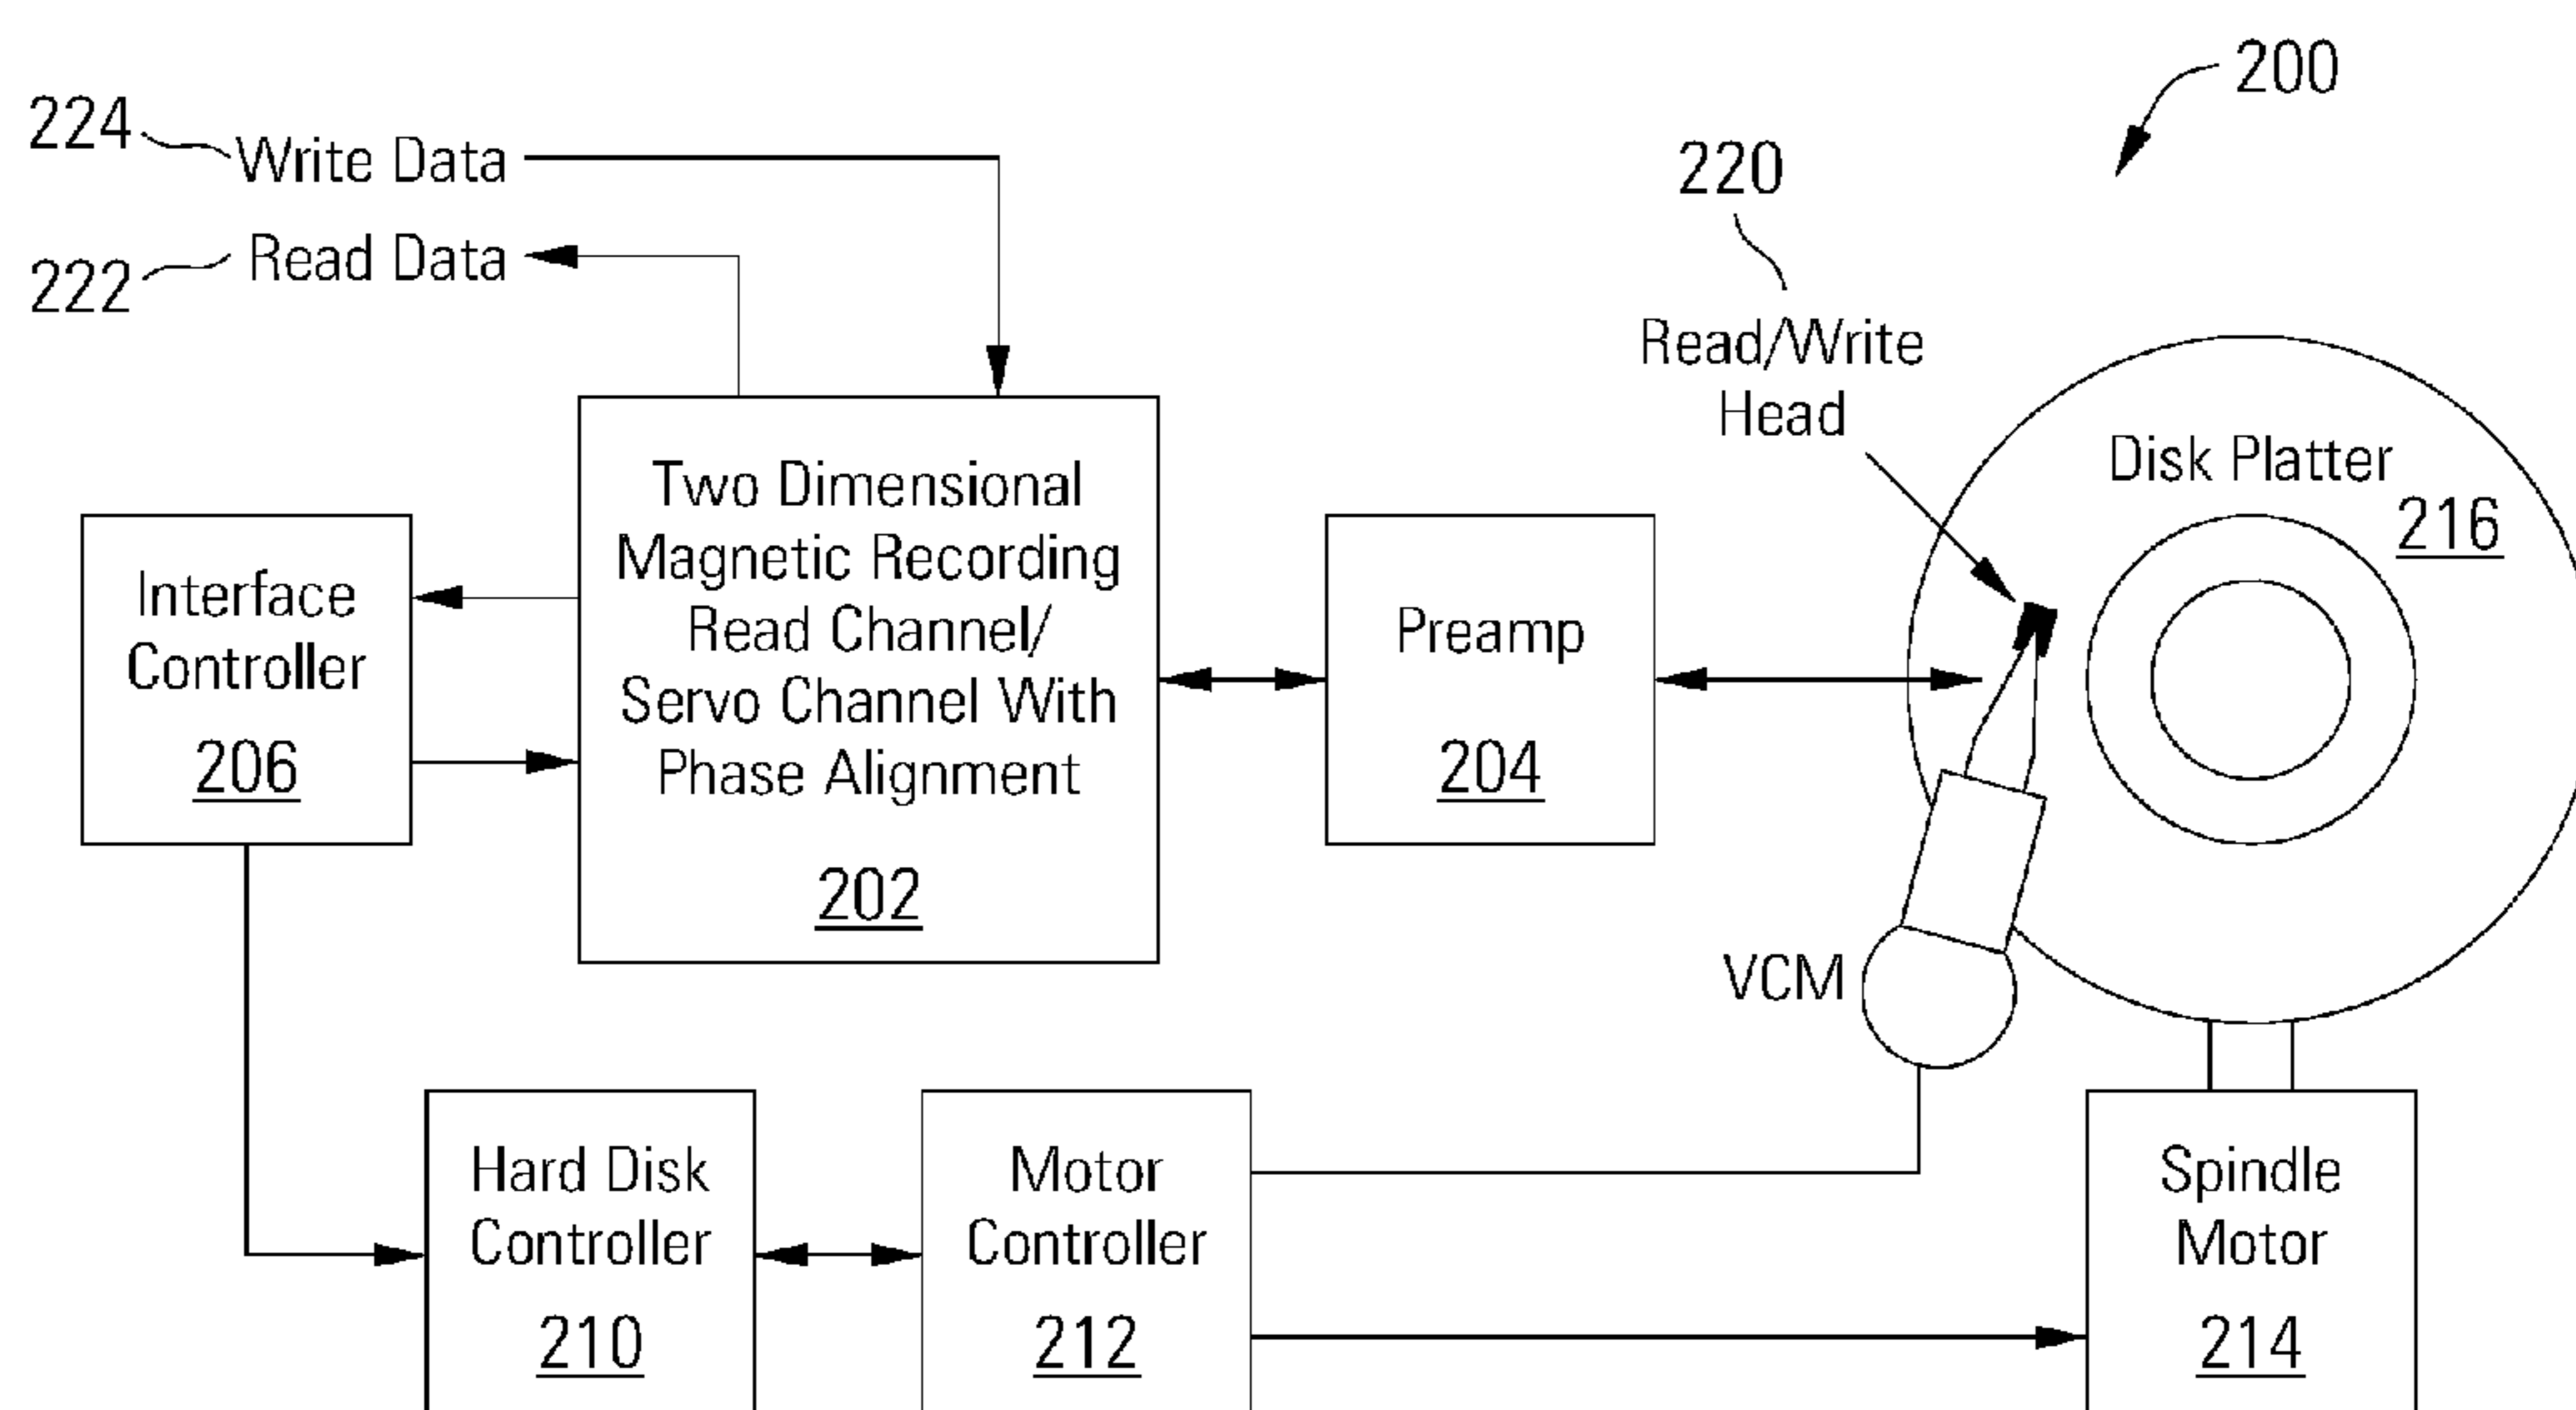 200
224 Write Data
222 Read Data
220
Read/Write
Head
Disk Platter
216
Two Dimensional
Magnetic Recording
Read Channel/
Servo Channel With
Phase Alignment
202
Interface
Controller
206
Preamp
204
VCM
Hard Disk
Controller
210
Motor
Controller
212
Spindle
Motor
214